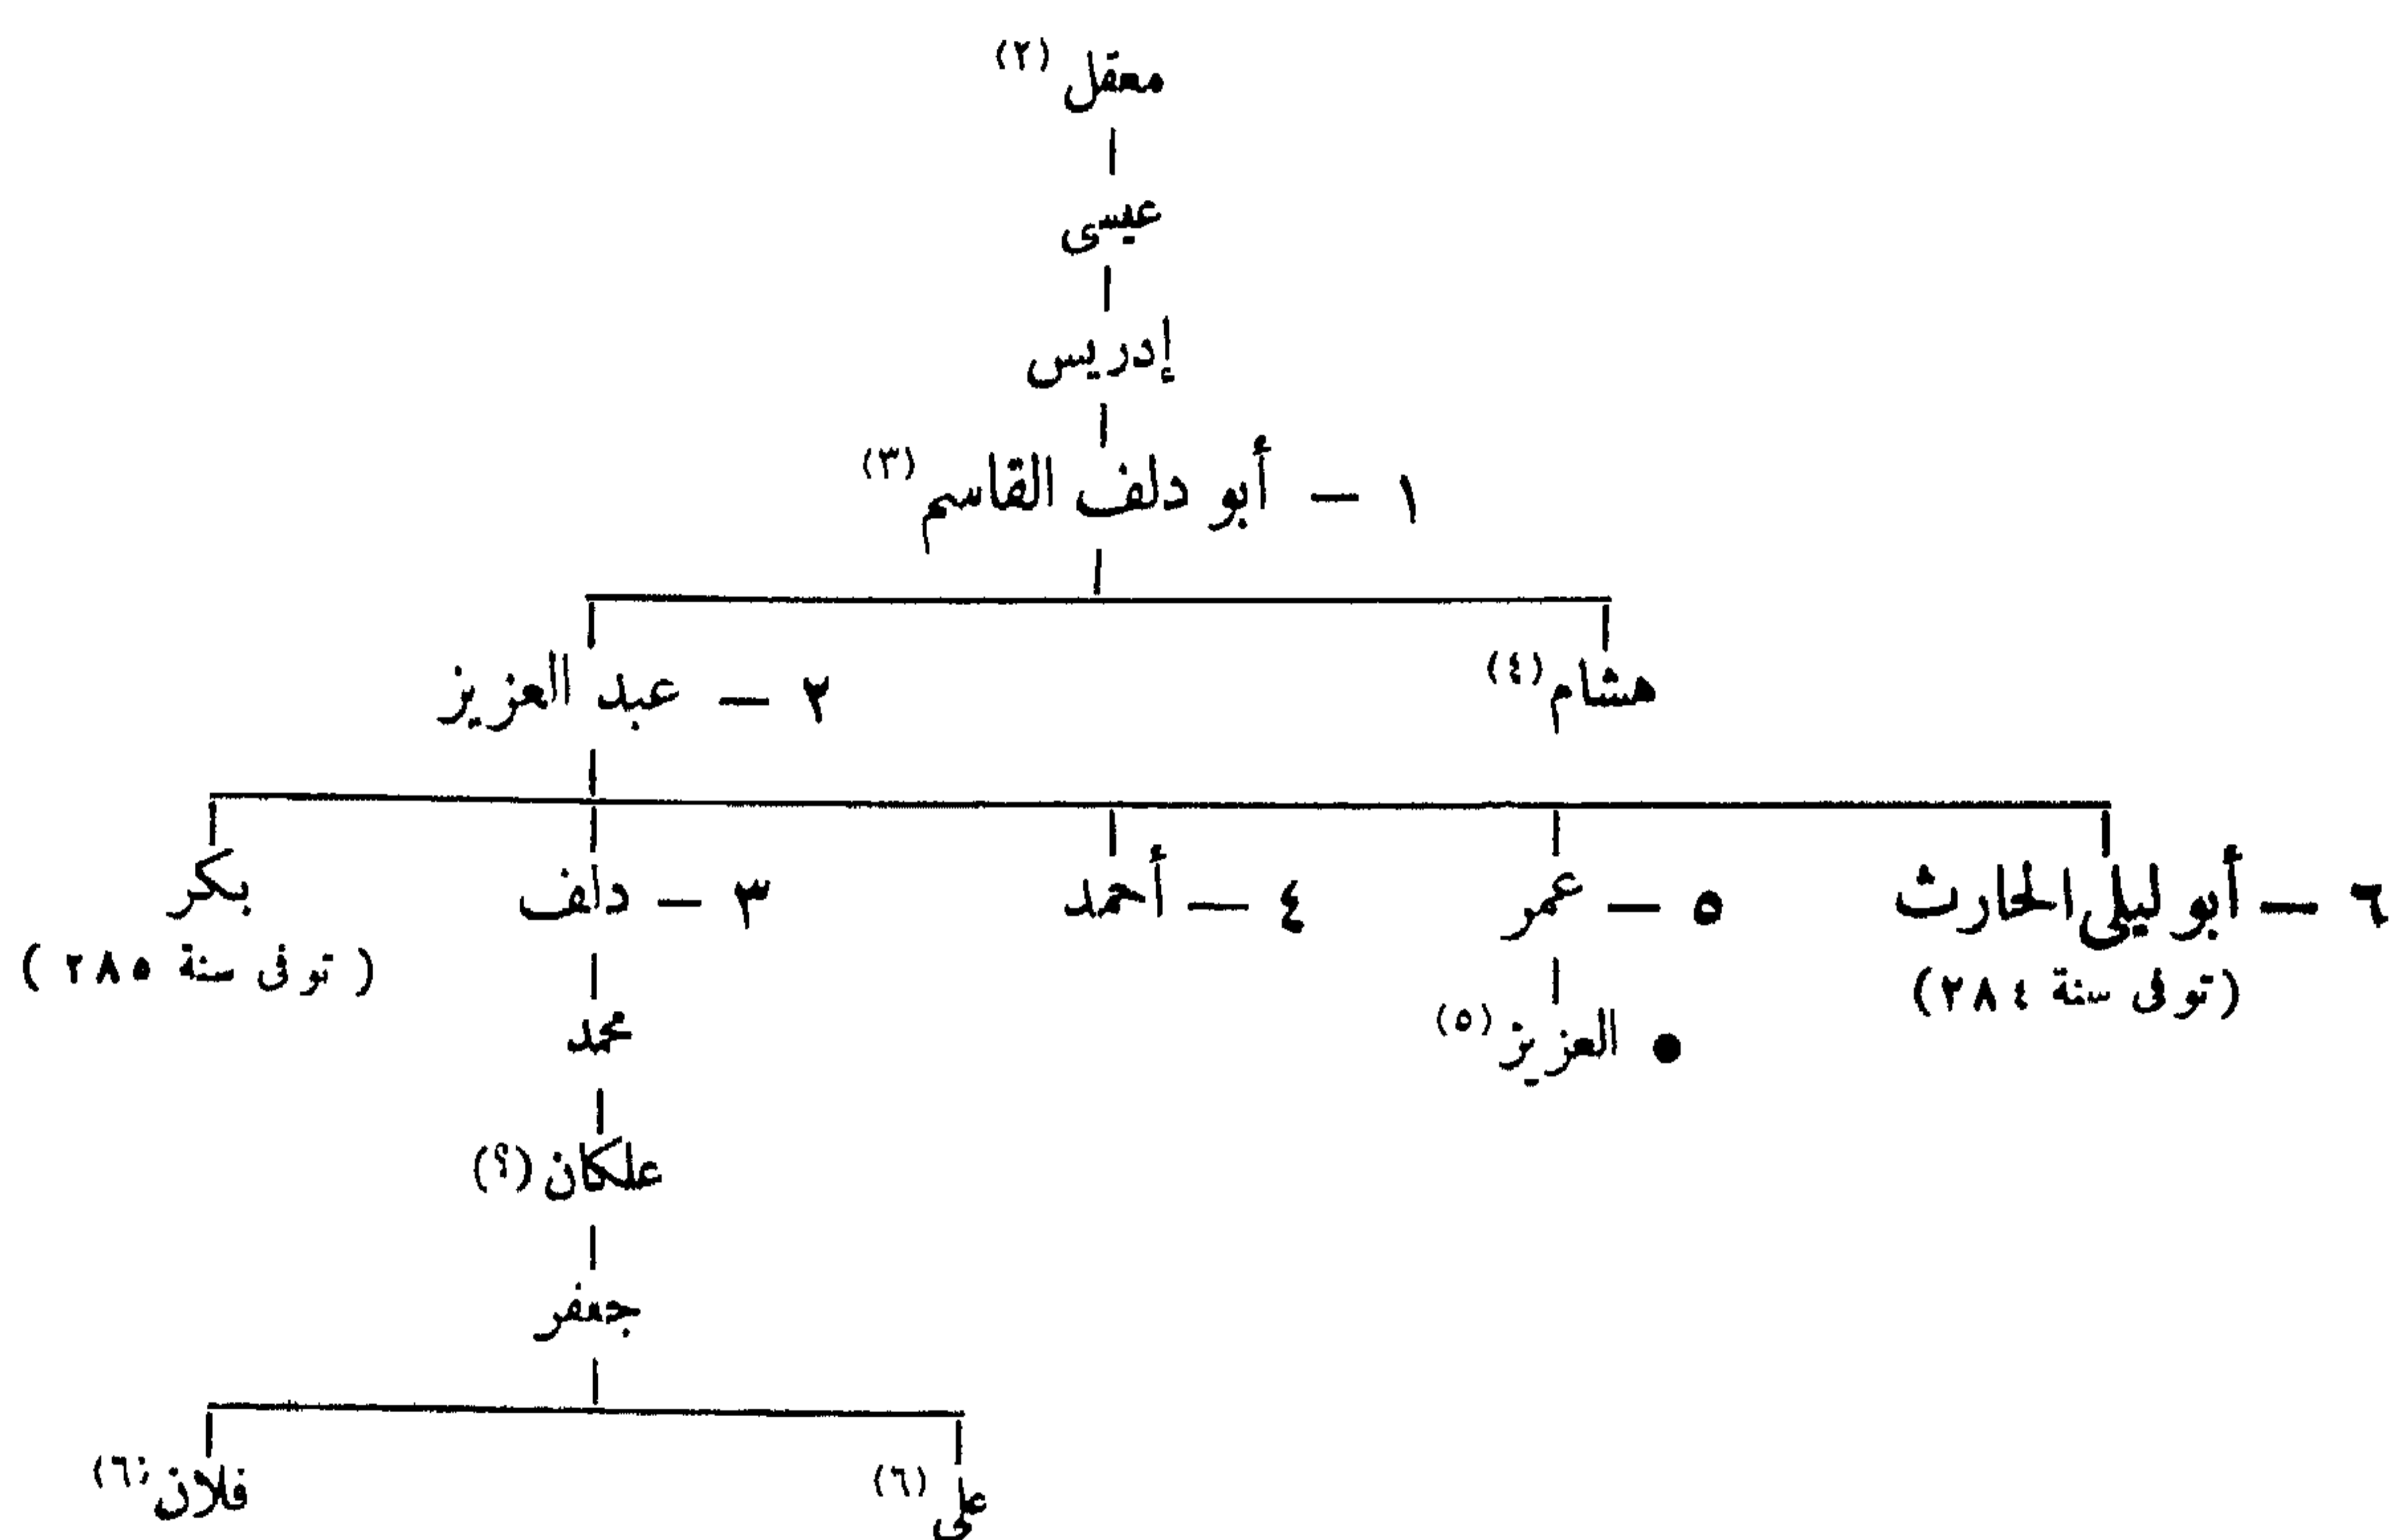 معقل (٢)
عيسى
إدريس
١ – أبو دلف القاسم (٣)
هشام (٤)
٢ – عبد العزيز
٦ – أبو ليلى الحارث
٥ – عمر
٤ – أحمد
٣ – دلف
بكر
(توفى سنة ٢٨٤)
(توفى سنة ٢٨٥)
● العزيز (٥)
محمد
علكان (؟)
جعفر
على (٦)
فلان (٦)